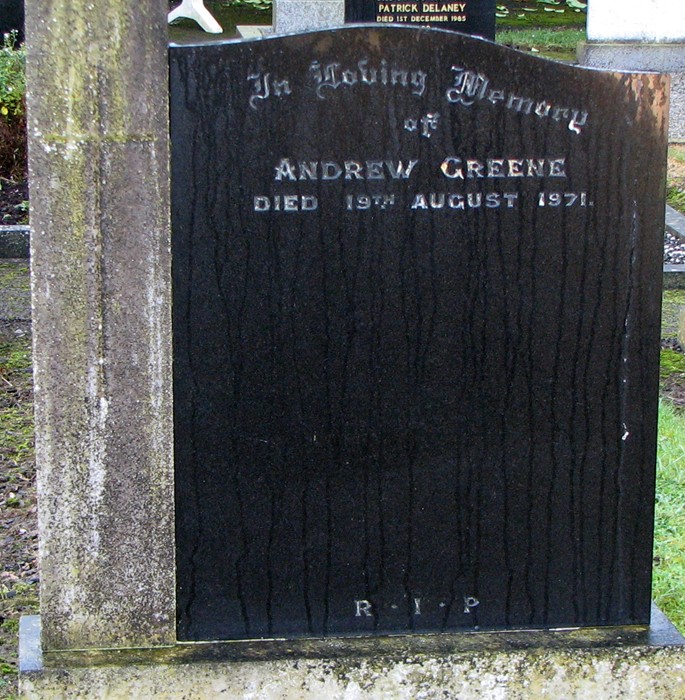 PATRICK DELANEY
DIED 1ST DECEMBER 1985
In Loving Memory
of
ANDREW GREENE
DIED 19TH AUGUST 1971.
R · I · P